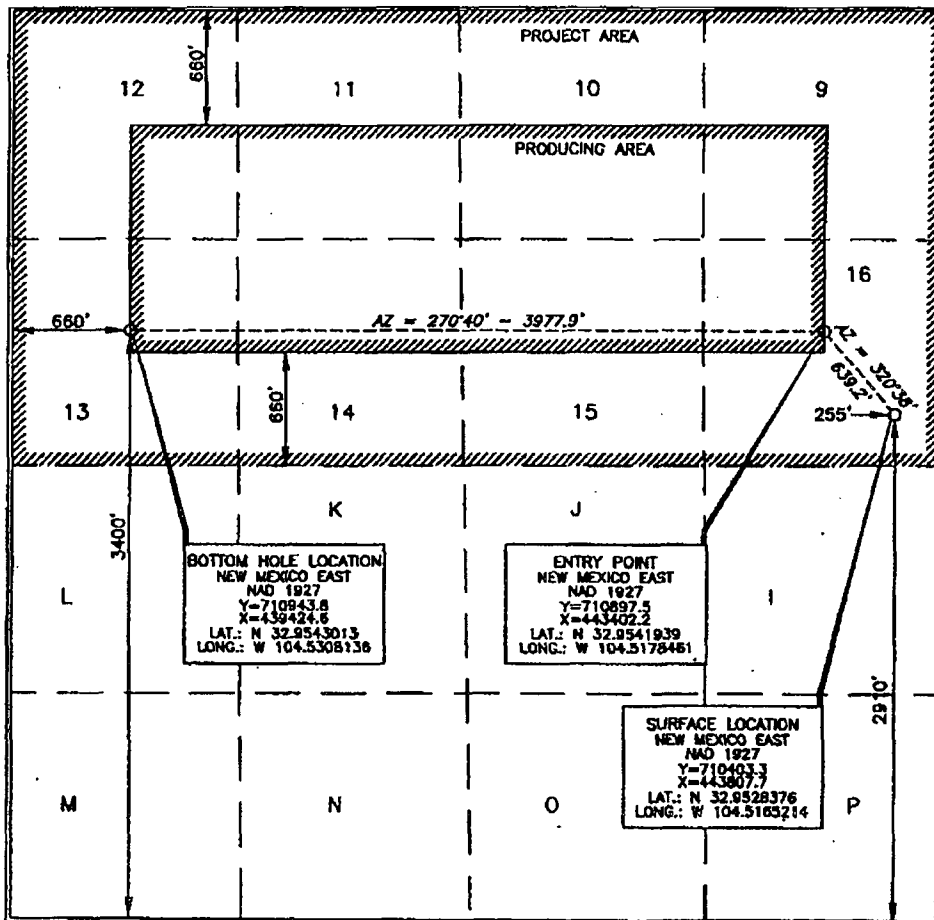 PROJECT AREA
660'
12
11
10
9
PRODUCING AREA
16
660'
AZ = 270°40' - 3977.9'
AZ = 320°38'
639.2'
13
660'
14
15
255'
3400'
K
J
BOTTOM HOLE LOCATION
NEW MEXICO EAST
NAD 1927
Y=710943.8
X=439424.6
LAT.: N 32.9543013
LONG.: W 104.5308136
ENTRY POINT
NEW MEXICO EAST
NAD 1927
Y=710897.5
X=443402.2
LAT.: N 32.9541939
LONG.: W 104.5178461
L
I
2910'
SURFACE LOCATION
NEW MEXICO EAST
NAD 1927
Y=710403.3
X=443807.7
LAT.: N 32.9528376
LONG.: W 104.5165214
M
N
O
P